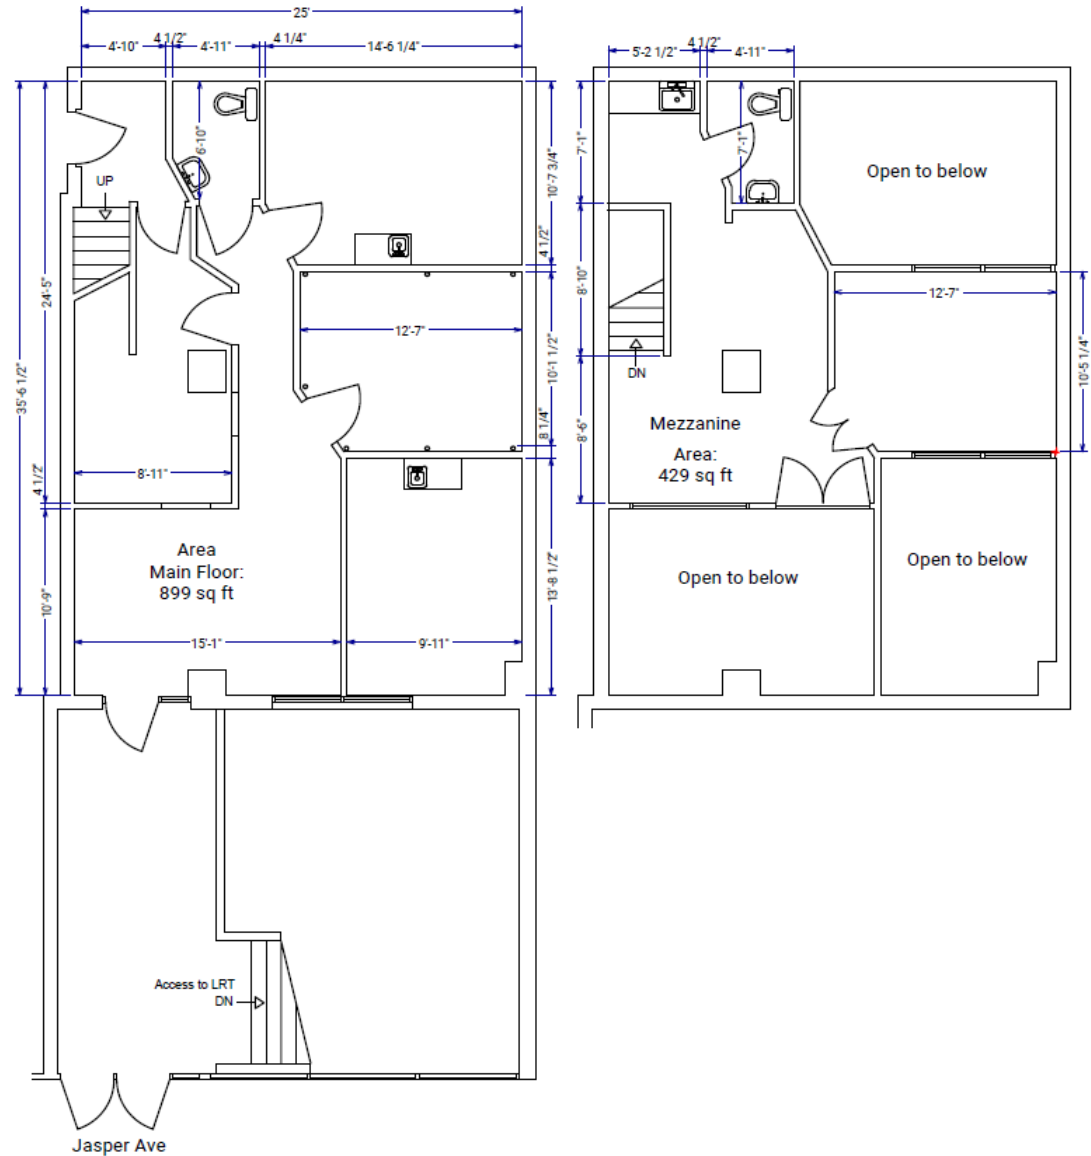 25'
4'-10"
4 1/2"
4'-11"
4 1/4"
14'-6 1/4"
6'-10"
UP
24'-5"
35'-6 1/2"
10'-7 3/4"
4 1/2"
12'-7"
10'-1 1/2"
8 1/4"
8'-11"
4 1/2"
Area
Main Floor:
899 sq ft
10'-9"
13'-8 1/2"
15'-1"
9'-11"
Access to LRT
DN
Jasper Ave
5'-2 1/2"
4 1/2"
4'-11"
7'-1"
7'-1"
Open to below
8'-10"
12'-7"
10'-5 1/4"
DN
8'-6"
Mezzanine
Area:
429 sq ft
Open to below
Open to below